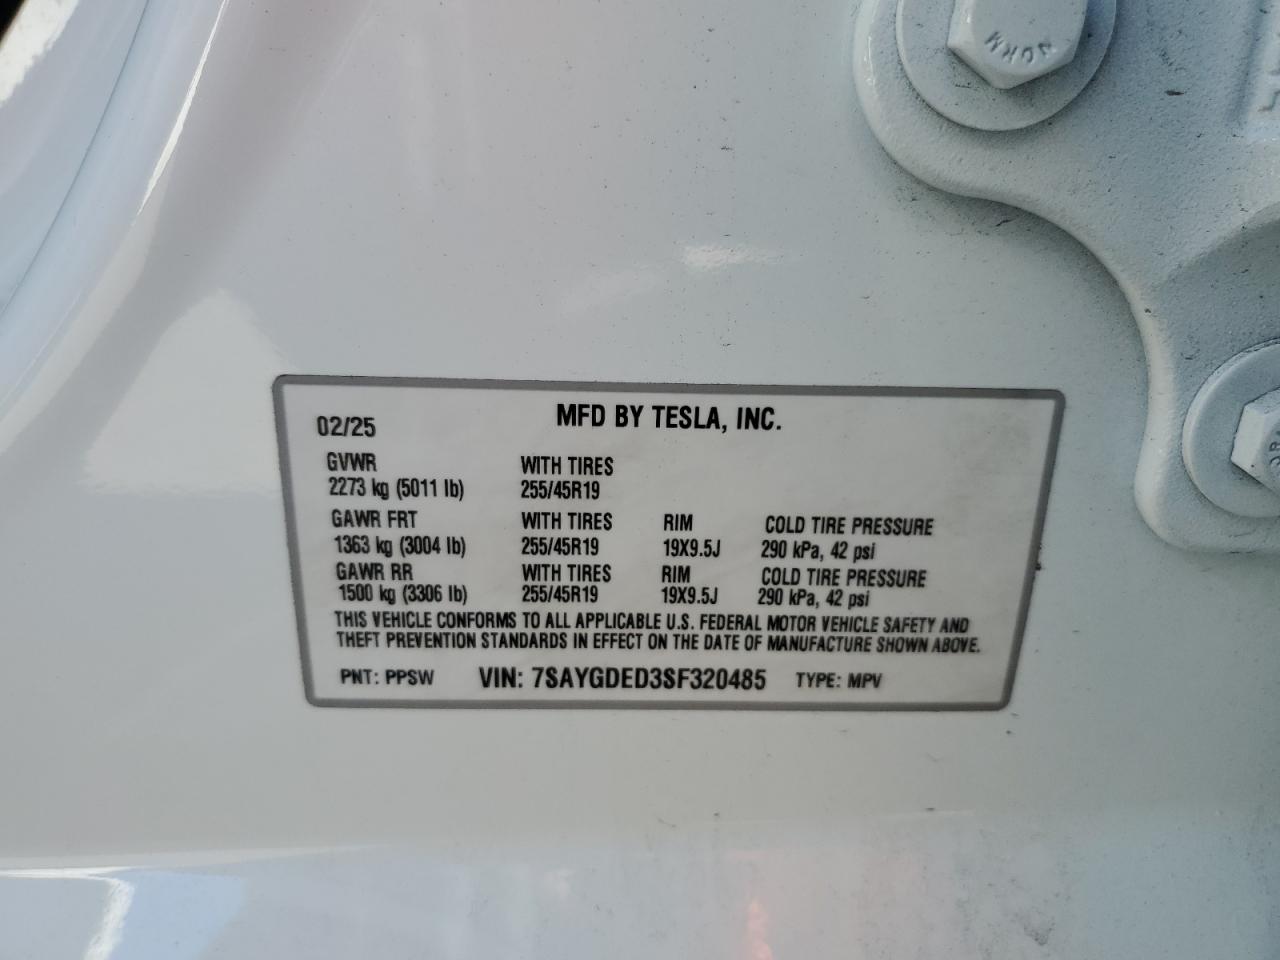 NCKM
MFD BY TESLA, INC.
02/25
GVWR WITH TIRES
2273 kg (5011 lb) 255/45R19
GAWR FRT WITH TIRES RIM COLD TIRE PRESSURE
1363 kg (3004 lb) 255/45R19 19X9.5J 290 kPa, 42 psi
GAWR RR WITH TIRES RIM COLD TIRE PRESSURE
1500 kg (3306 lb) 255/45R19 19X9.5J 290 kPa, 42 psi
THIS VEHICLE CONFORMS TO ALL APPLICABLE U.S. FEDERAL MOTOR VEHICLE SAFETY AND
THEFT PREVENTION STANDARDS IN EFFECT ON THE DATE OF MANUFACTURE SHOWN ABOVE.
PNT: PPSW VIN: 7SAYGDED3SF320485 TYPE: MPV